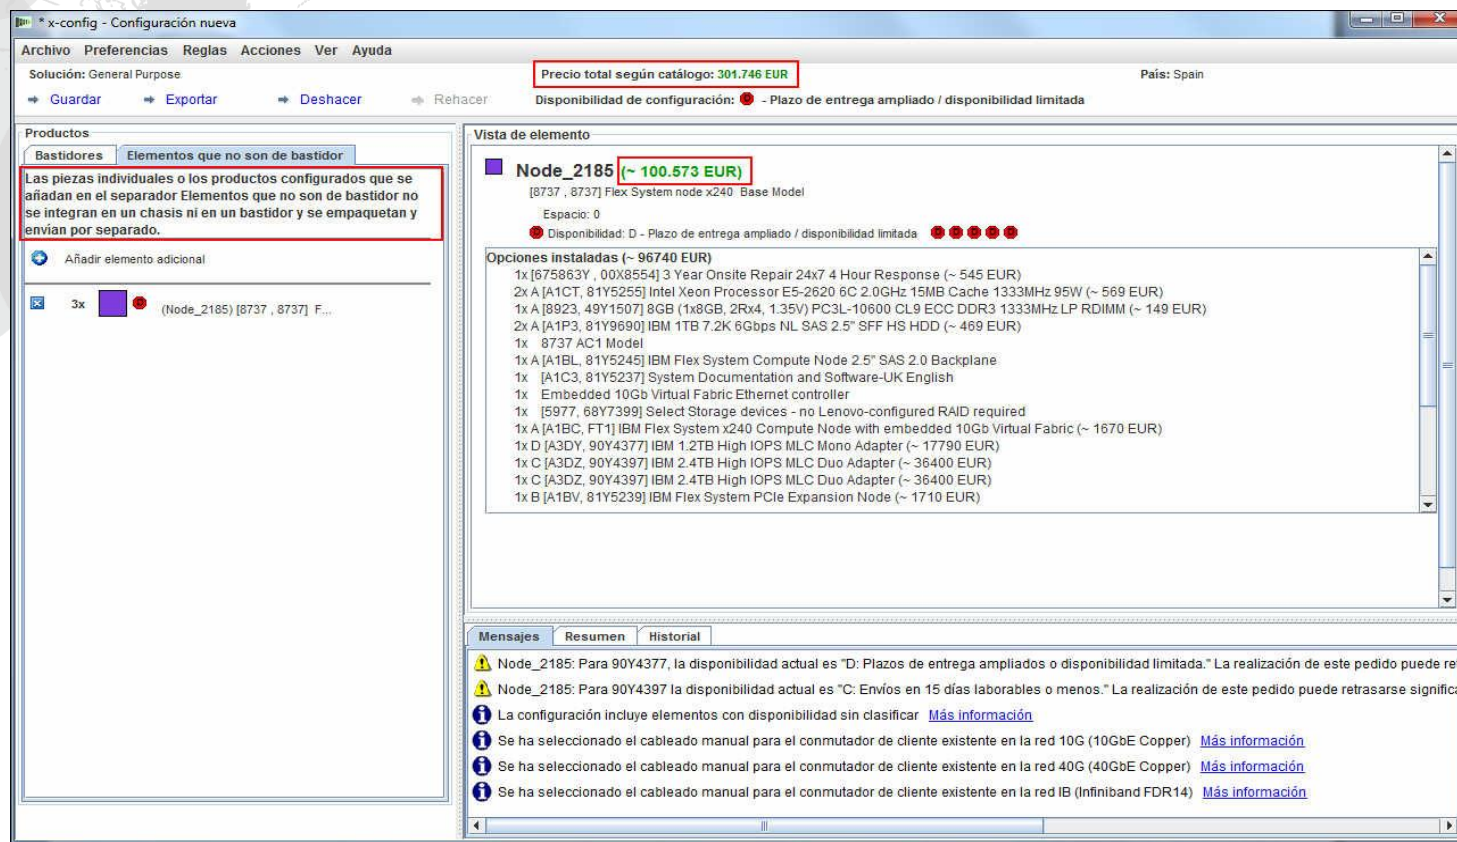 * x-config - Configuración nueva
Archivo Preferencias Reglas Acciones Ver Ayuda
Solución: General Purpose
Precio total según catálogo: 301.746 EUR
País: Spain
Guardar Exportar Deshacer Rehacer
Disponibilidad de configuración: D - Plazo de entrega ampliado / disponibilidad limitada
Productos
Bastidores Elementos que no son de bastidor
Las piezas individuales o los productos configurados que se
añadan en el separador Elementos que no son de bastidor no
se integran en un chasis ni en un bastidor y se empaquetan y
envían por separado.
Añadir elemento adicional
3x D (Node_2185) [8737 , 8737] F...
Vista de elemento
Node_2185 (~ 100.573 EUR)
[8737 , 8737] Flex System node x240 Base Model
Espacio: 0
D Disponibilidad: D - Plazo de entrega ampliado / disponibilidad limitada D D D D D
Opciones instaladas (~ 96740 EUR)
1x [675863Y , 00X8554] 3 Year Onsite Repair 24x7 4 Hour Response (~ 545 EUR)
2x A [A1CT, 81Y5255] Intel Xeon Processor E5-2620 6C 2.0GHz 15MB Cache 1333MHz 95W (~ 569 EUR)
1x A [8923, 49Y1507] 8GB (1x8GB, 2Rx4, 1.35V) PC3L-10600 CL9 ECC DDR3 1333MHz LP RDIMM (~ 149 EUR)
2x A [A1P3, 81Y9690] IBM 1TB 7.2K 6Gbps NL SAS 2.5" SFF HS HDD (~ 469 EUR)
1x 8737 AC1 Model
1x A [A1BL, 81Y5245] IBM Flex System Compute Node 2.5" SAS 2.0 Backplane
1x [A1C3, 81Y5237] System Documentation and Software-UK English
1x Embedded 10Gb Virtual Fabric Ethernet controller
1x [5977, 68Y7399] Select Storage devices - no Lenovo-configured RAID required
1x A [A1BC, FT1] IBM Flex System x240 Compute Node with embedded 10Gb Virtual Fabric (~ 1670 EUR)
1x D [A3DY, 90Y4377] IBM 1.2TB High IOPS MLC Mono Adapter (~ 17790 EUR)
1x C [A3DZ, 90Y4397] IBM 2.4TB High IOPS MLC Duo Adapter (~ 36400 EUR)
1x C [A3DZ, 90Y4397] IBM 2.4TB High IOPS MLC Duo Adapter (~ 36400 EUR)
1x B [A1BV, 81Y5239] IBM Flex System PCIe Expansion Node (~ 1710 EUR)
Mensajes Resumen Historial
Node_2185: Para 90Y4377, la disponibilidad actual es "D: Plazos de entrega ampliados o disponibilidad limitada." La realización de este pedido puede re
Node_2185: Para 90Y4397 la disponibilidad actual es "C: Envíos en 15 días laborables o menos." La realización de este pedido puede retrasarse signific
La configuración incluye elementos con disponibilidad sin clasificar Más información
Se ha seleccionado el cableado manual para el conmutador de cliente existente en la red 10G (10GbE Copper) Más información
Se ha seleccionado el cableado manual para el conmutador de cliente existente en la red 40G (40GbE Copper) Más información
Se ha seleccionado el cableado manual para el conmutador de cliente existente en la red IB (Infiniband FDR14) Más información